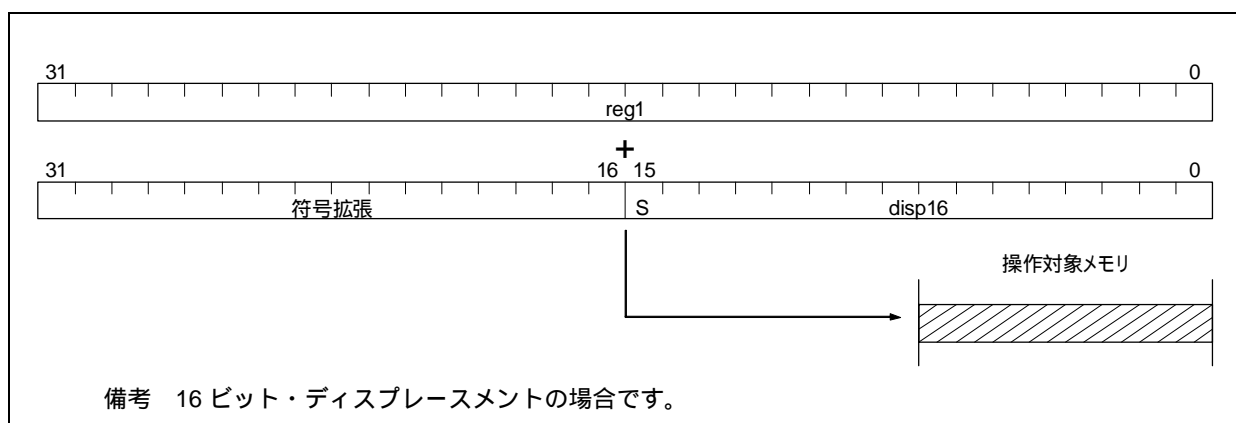 31 0
reg1
+
31 16 15 0
符号拡張 S disp16
操作対象メモリ
備考 16 ビット・ディスプレースメントの場合です。